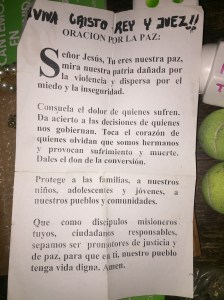 ¡VIVA CRISTO REY Y JUEZ!!
ORACION POR LA PAZ:
Señor Jesús, Tu eres nuestra paz,
mira nuestra patria dañada por
la violencia y dispersa por el
miedo y la inseguridad.
Consuela el dolor de quienes sufren.
Da acierto a las decisiones de quienes
nos gobiernan. Toca el corazón de
quienes olvidan que somos hermanos
y provocan sufrimiento y muerte.
Dales el don de la conversión.
Protege a las familias, a nuestros
niños, adolescentes y jóvenes, a
nuestros pueblos y comunidades.
Que como discípulos misioneros
tuyos, ciudadanos responsables,
sepamos ser promotores de justicia y
de paz, para que en ti, nuestro pueblo
tenga vida digna. Amen.